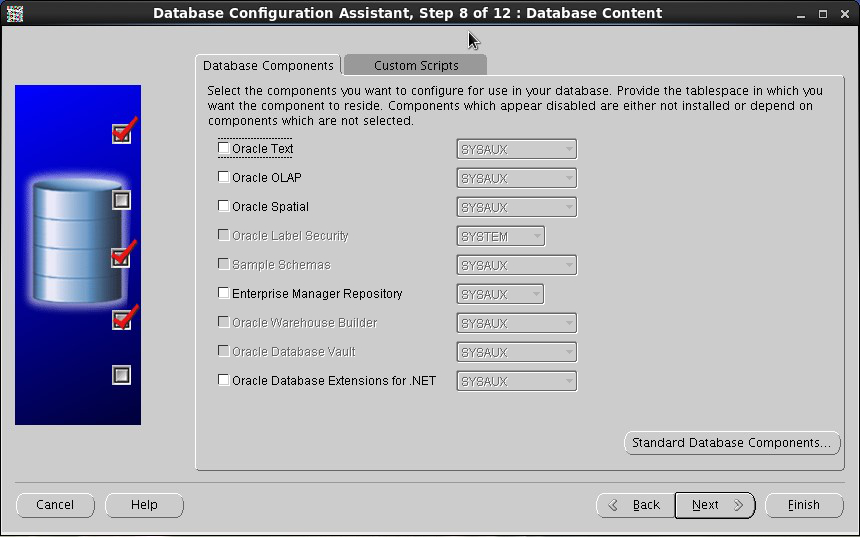 Database Configuration Assistant, Step 8 of 12 : Database Content
Database Components
Custom Scripts
Select the components you want to configure for use in your database. Provide the tablespace in which you
want the component to reside. Components which appear disabled are either not installed or depend on
components which are not selected.
Oracle Text SYSAUX
Oracle OLAP SYSAUX
Oracle Spatial SYSAUX
Oracle Label Security SYSTEM
Sample Schemas SYSAUX
Enterprise Manager Repository SYSAUX
Oracle Warehouse Builder SYSAUX
Oracle Database Vault SYSAUX
Oracle Database Extensions for .NET SYSAUX
Standard Database Components...
Cancel Help Back Next Finish